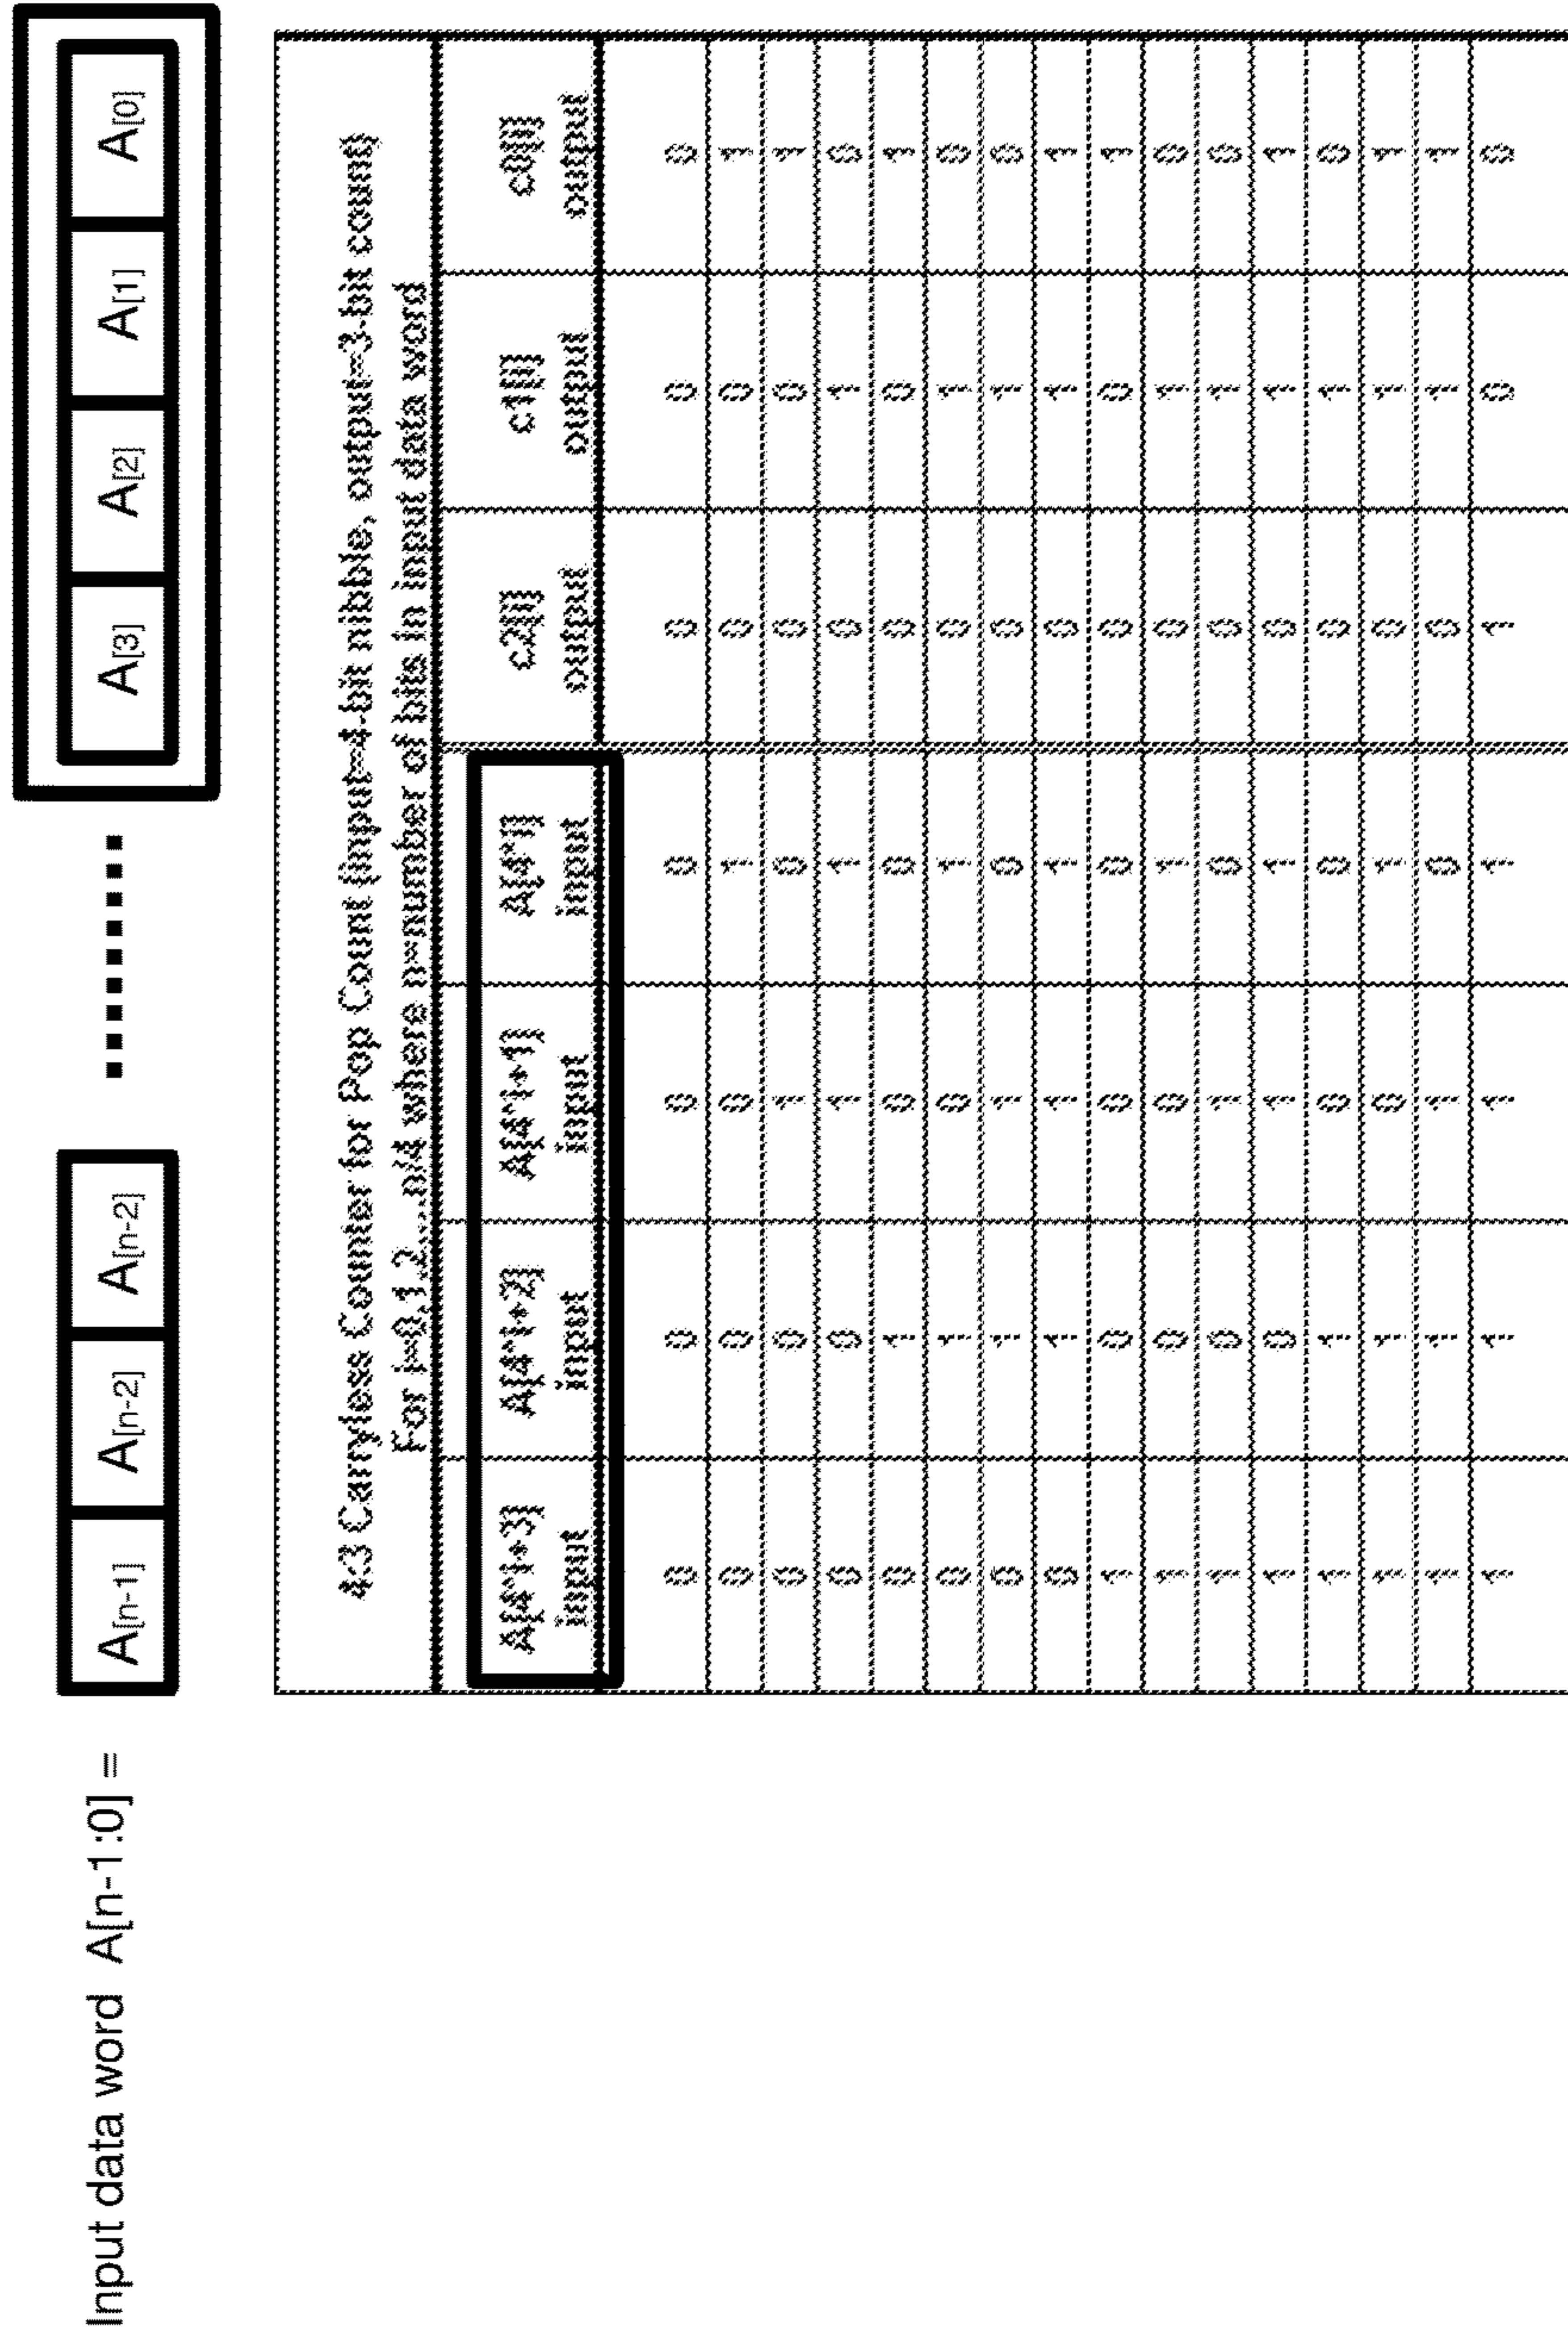 Input data word A[n-1:0] = A[n-1] A[n-2] A[n-2] ........ A[3] A[2] A[1] A[0]
4:3 Carryless Counter for Pop Count (input=4-bit nibble, output=3-bit count)
For i=0,1,2,...n/4 where n=number of bits in input data word
A[4*i+3] input A[4*i+2] input A[4*i+1] input A[4*i] input c2[i] output c1[i] output c0[i] output
0 0 0 0 0 0 0
0 0 0 1 0 0 1
0 0 1 0 0 0 1
0 0 1 1 0 1 0
0 1 0 0 0 0 1
0 1 0 1 0 1 0
0 1 1 0 0 1 0
0 1 1 1 0 1 1
1 0 0 0 0 0 1
1 0 0 1 0 1 0
1 0 1 0 0 1 0
1 0 1 1 0 1 1
1 1 0 0 0 1 0
1 1 0 1 0 1 1
1 1 1 0 0 1 1
1 1 1 1 1 0 0